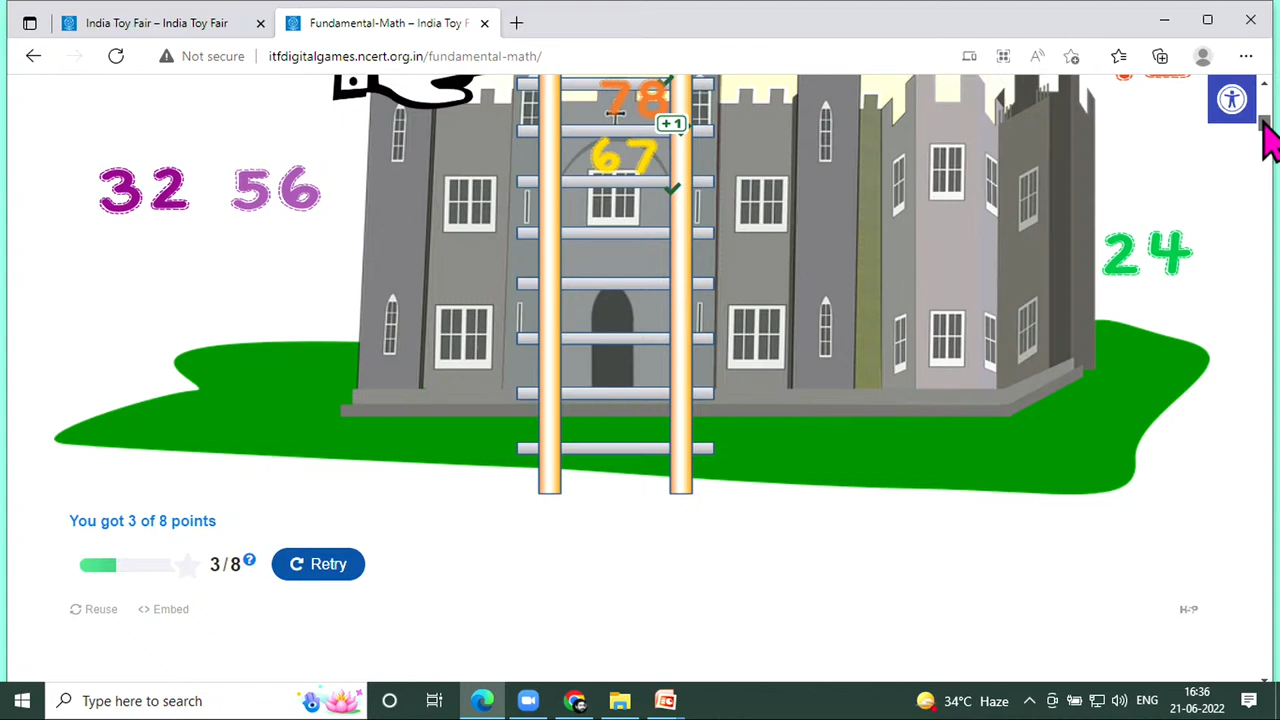 India Toy Fair – India Toy Fair
Fundamental-Math – India Toy F
Not secure
itfdigitalgames.ncert.org.in/fundamental-math/
78
+1
67
32 56
24
You got 3 of 8 points
3/8
?
Retry
Reuse
<> Embed
H-P
Type here to search
34°C Haze
ENG
16:36
21-06-2022